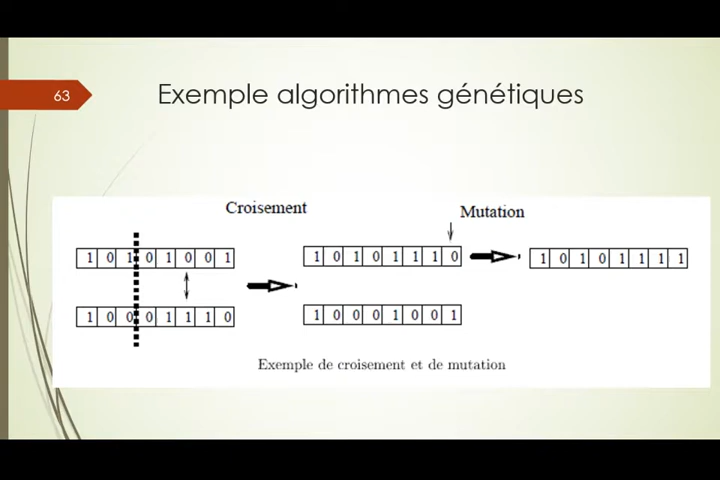 63
Exemple algorithmes génétiques
Croisement
Mutation
1 0 1 0 1 0 0 1
1 0 1 0 1 1 1 0
1 0 1 0 1 1 1 1
1 0 0 0 1 1 1 0
1 0 0 0 1 0 0 1
Exemple de croisement et de mutation